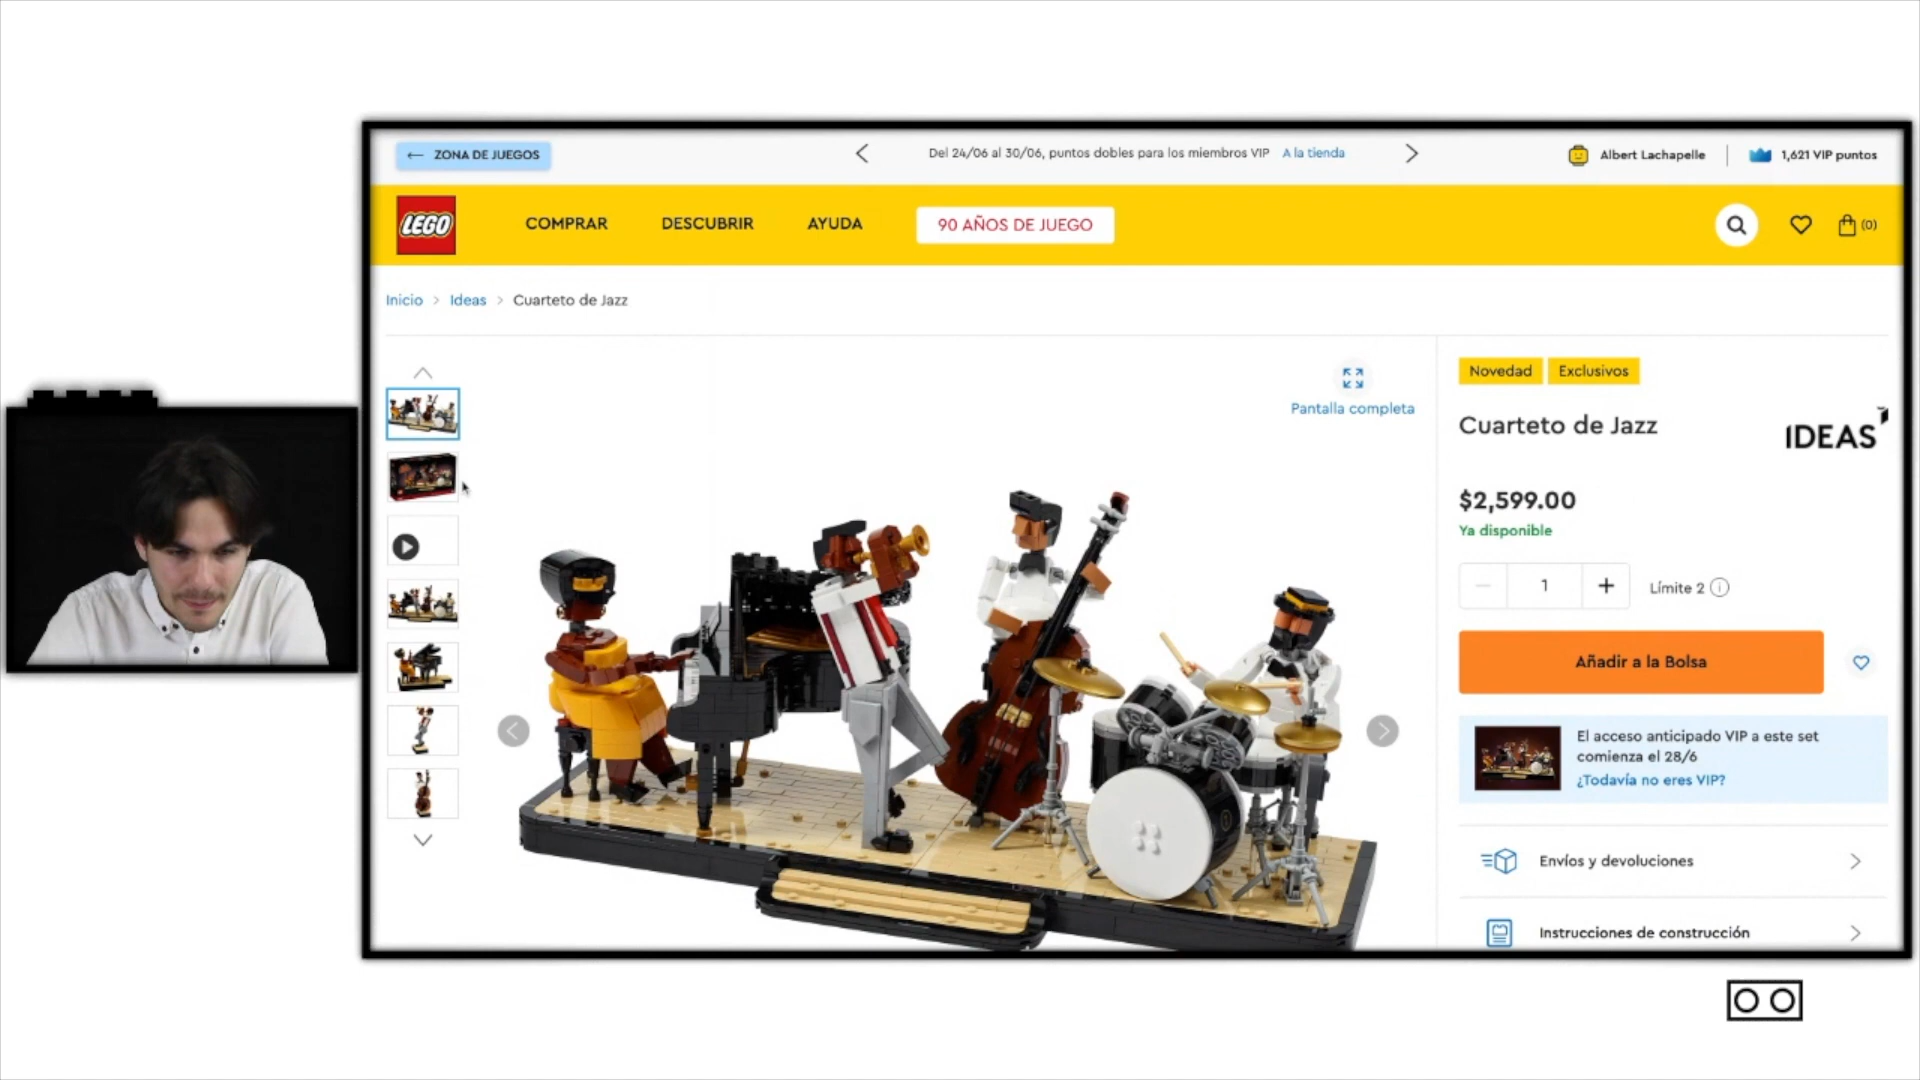 ← ZONA DE JUEGOS
Del 24/06 al 30/06, puntos dobles para los miembros VIP A la tienda
Albert Lachapelle
1,621 VIP puntos
LEGO
COMPRAR
DESCUBRIR
AYUDA
90 AÑOS DE JUEGO
(0)
Inicio > Ideas > Cuarteto de Jazz
Pantalla completa
Novedad
Exclusivos
Cuarteto de Jazz
IDEAS
$2,599.00
Ya disponible
1
Límite 2
Añadir a la Bolsa
El acceso anticipado VIP a este set
comienza el 28/6
¿Todavía no eres VIP?
Envíos y devoluciones
Instrucciones de construcción